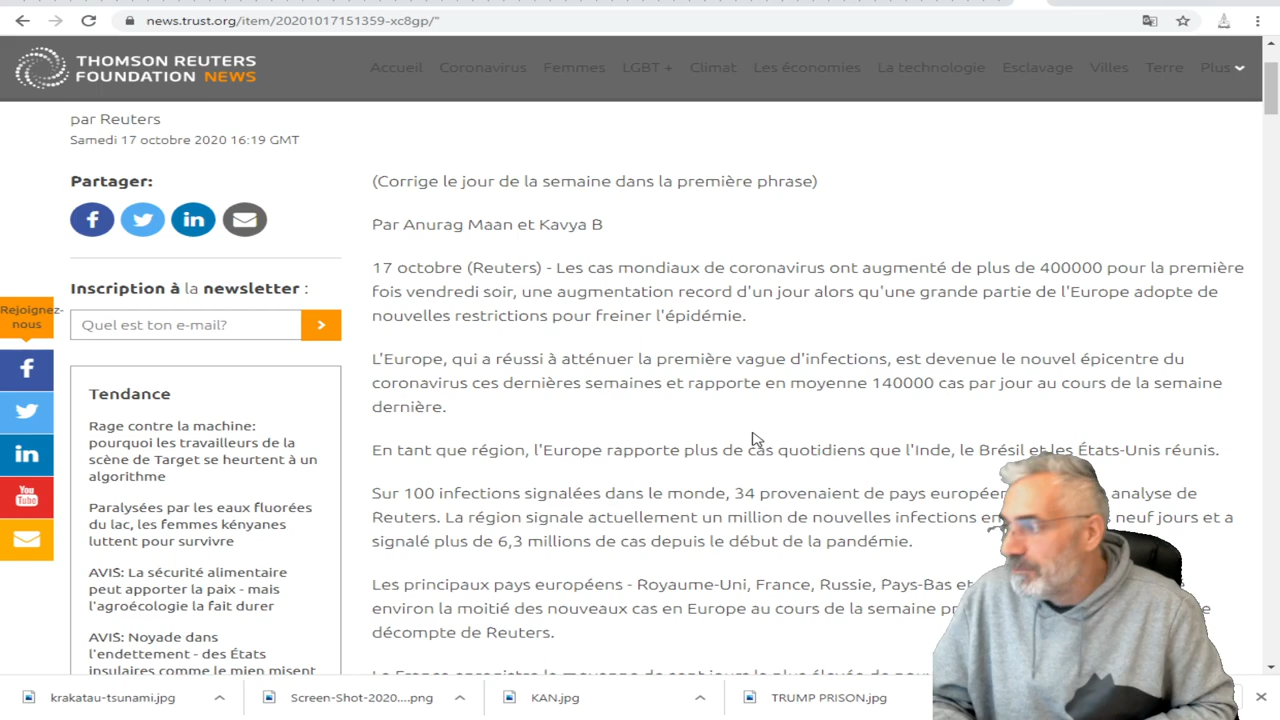 news.trust.org/item/20201017151359-xc8gp/"
THOMSON REUTERS
FOUNDATION NEWS
Accueil Coronavirus Femmes LGBT + Climat Les économies La technologie Esclavage Villes Terre Plus
par Reuters
Samedi 17 octobre 2020 16:19 GMT
Partager:
Inscription à la newsletter :
Quel est ton e-mail?
Rejoignez-
nous
Tendance
Rage contre la machine:
pourquoi les travailleurs de la
scène de Target se heurtent à un
algorithme
Paralysées par les eaux fluorées
du lac, les femmes kényanes
luttent pour survivre
AVIS: La sécurité alimentaire
peut apporter la paix - mais
l'agroécologie la fait durer
AVIS: Noyade dans
l'endettement - des États
insulaires comme le mien misent
You
Tube
(Corrige le jour de la semaine dans la première phrase)
Par Anurag Maan et Kavya B
17 octobre (Reuters) - Les cas mondiaux de coronavirus ont augmenté de plus de 400000 pour la première
fois vendredi soir, une augmentation record d'un jour alors qu'une grande partie de l'Europe adopte de
nouvelles restrictions pour freiner l'épidémie.
L'Europe, qui a réussi à atténuer la première vague d'infections, est devenue le nouvel épicentre du
coronavirus ces dernières semaines et rapporte en moyenne 140000 cas par jour au cours de la semaine
dernière.
En tant que région, l'Europe rapporte plus de cas quotidiens que l'Inde, le Brésil et les États-Unis réunis.
Sur 100 infections signalées dans le monde, 34 provenaient de pays analyse de
Reuters. La région signale actuellement un million de nouvelles infections neuf jours et a
signalé plus de 6,3 millions de cas depuis le début de la pandémie.
Les principaux pays européens - Royaume-Uni, France, Russie, Pays-Bas et
environ la moitié des nouveaux cas en Europe au cours de la semaine
décompte de Reuters.
krakatau-tsunami.jpg Screen-Shot-2020....png KAN.jpg TRUMP PRISON.jpg